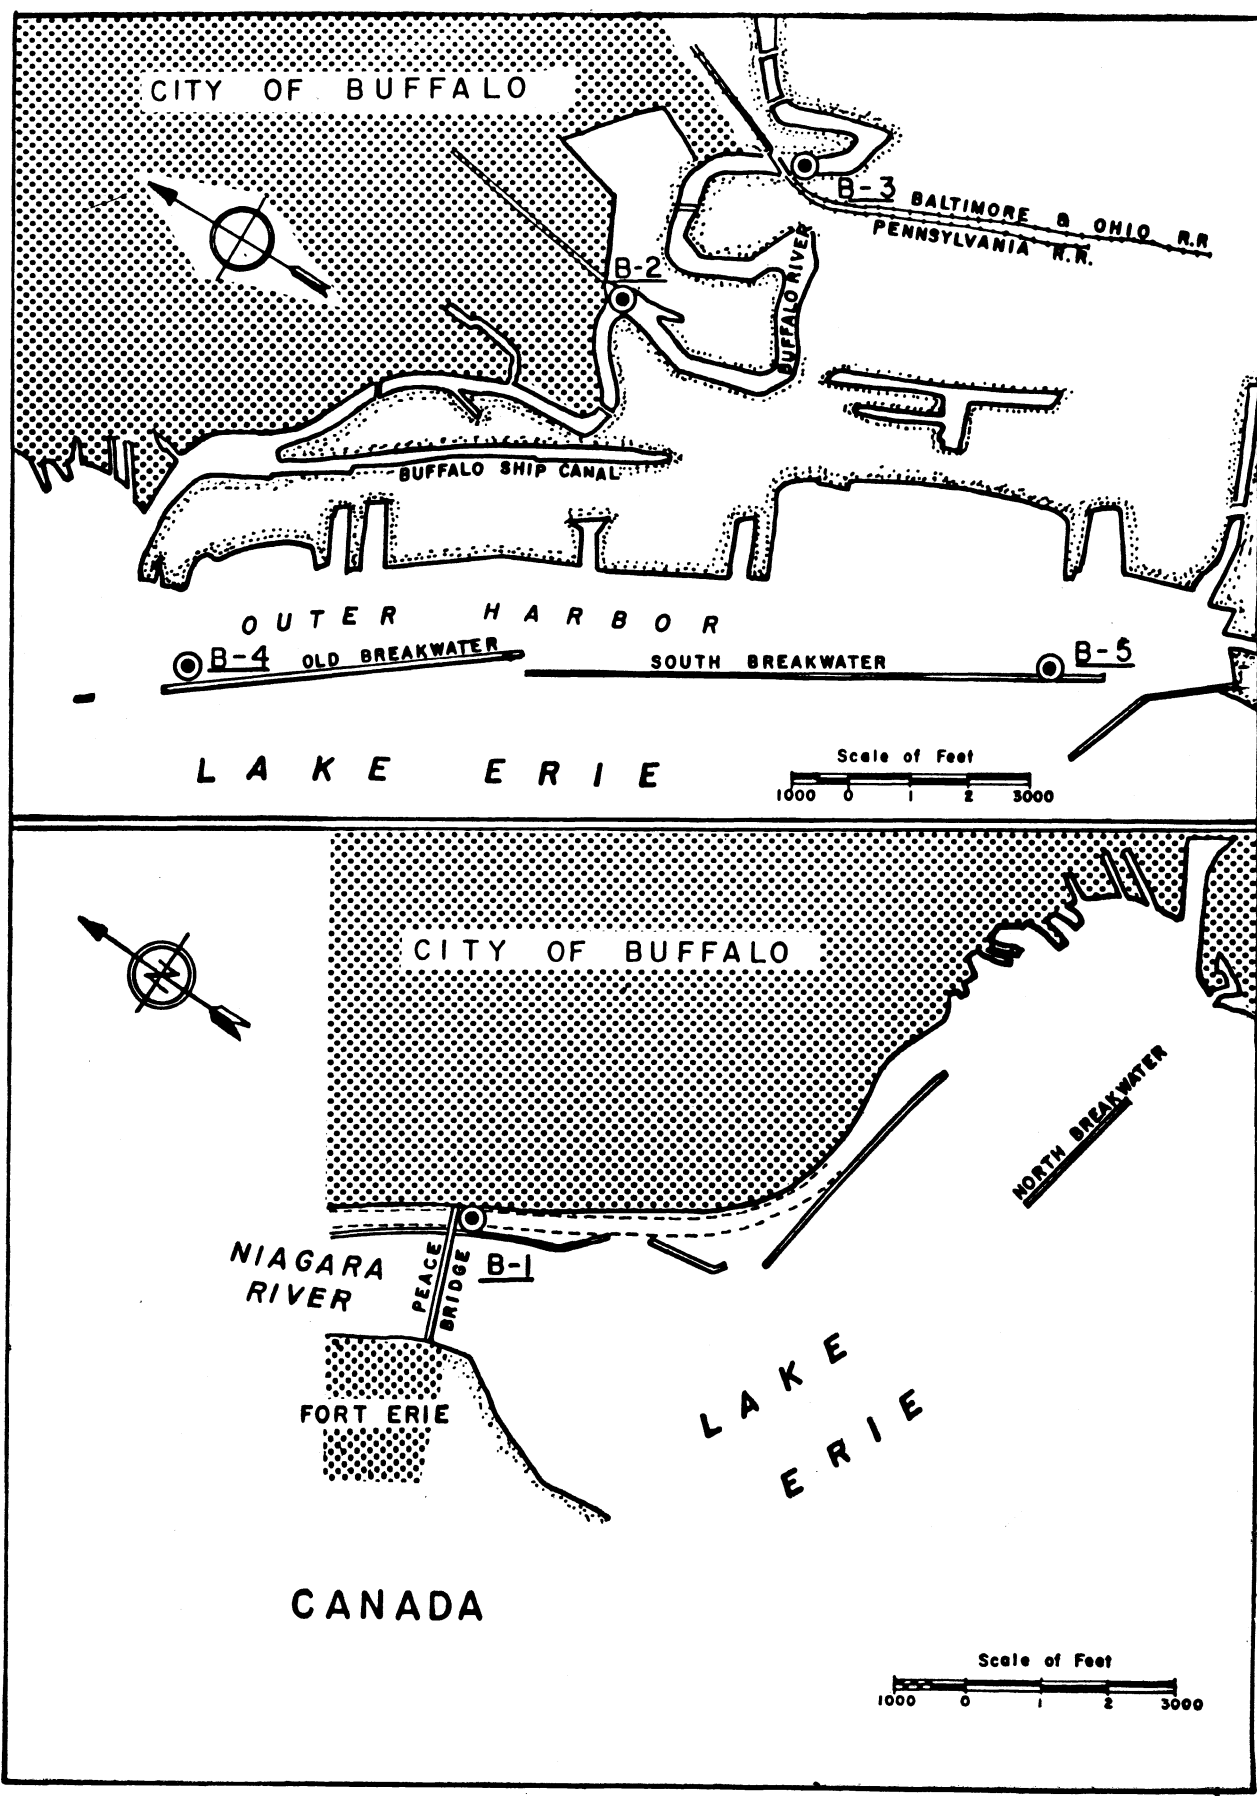 CITY OF BUFFALO
B-3
BALTIMORE & OHIO R.R
PENNSYLVANIA R.R.
B-2
BUFFALO RIVER
BUFFALO SHIP CANAL
OUTER HARBOR
B-4
OLD BREAKWATER
SOUTH BREAKWATER
B-5
LAKE ERIE
Scale of Feet
1000 0 1 2 3000
CITY OF BUFFALO
N
NORTH BREAKWATER
NIAGARA
RIVER
PEACE
BRIDGE
B-1
LAKE
ERIE
FORT ERIE
CANADA
Scale of Feet
1000 0 1 2 3000